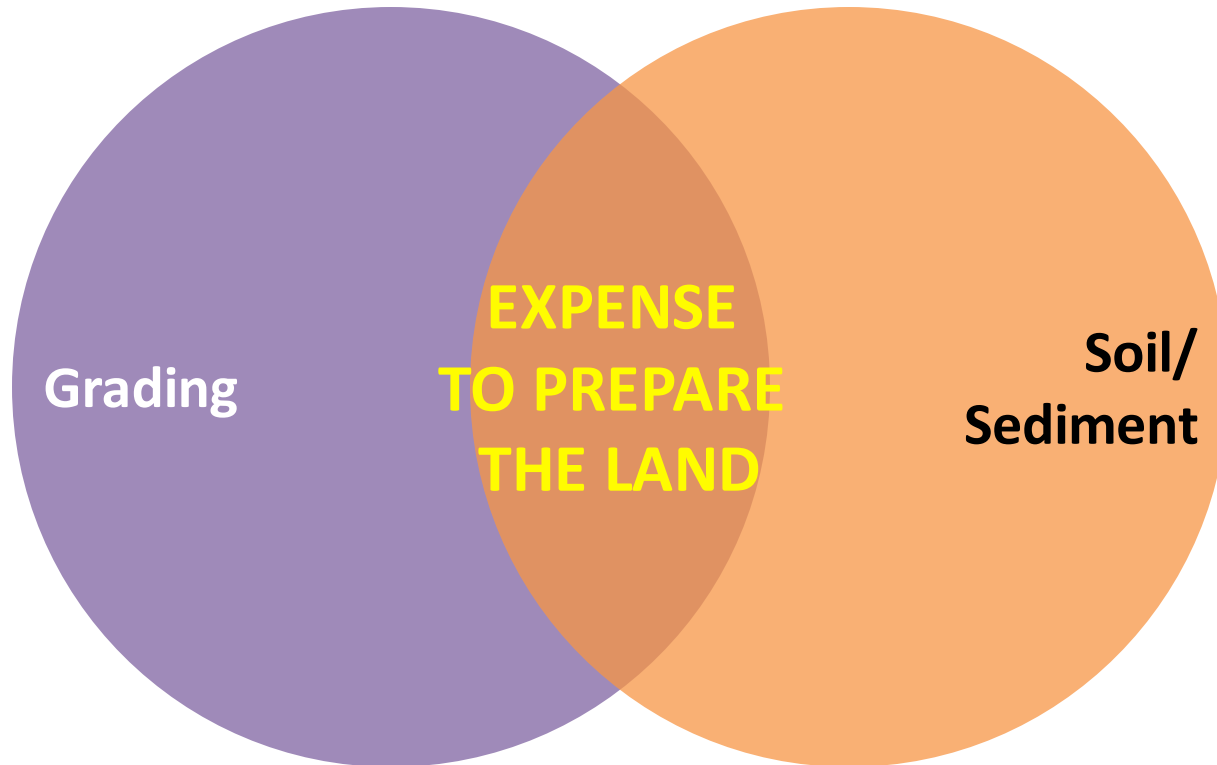 Grading
EXPENSE
TO PREPARE
THE LAND
Soil/
Sediment